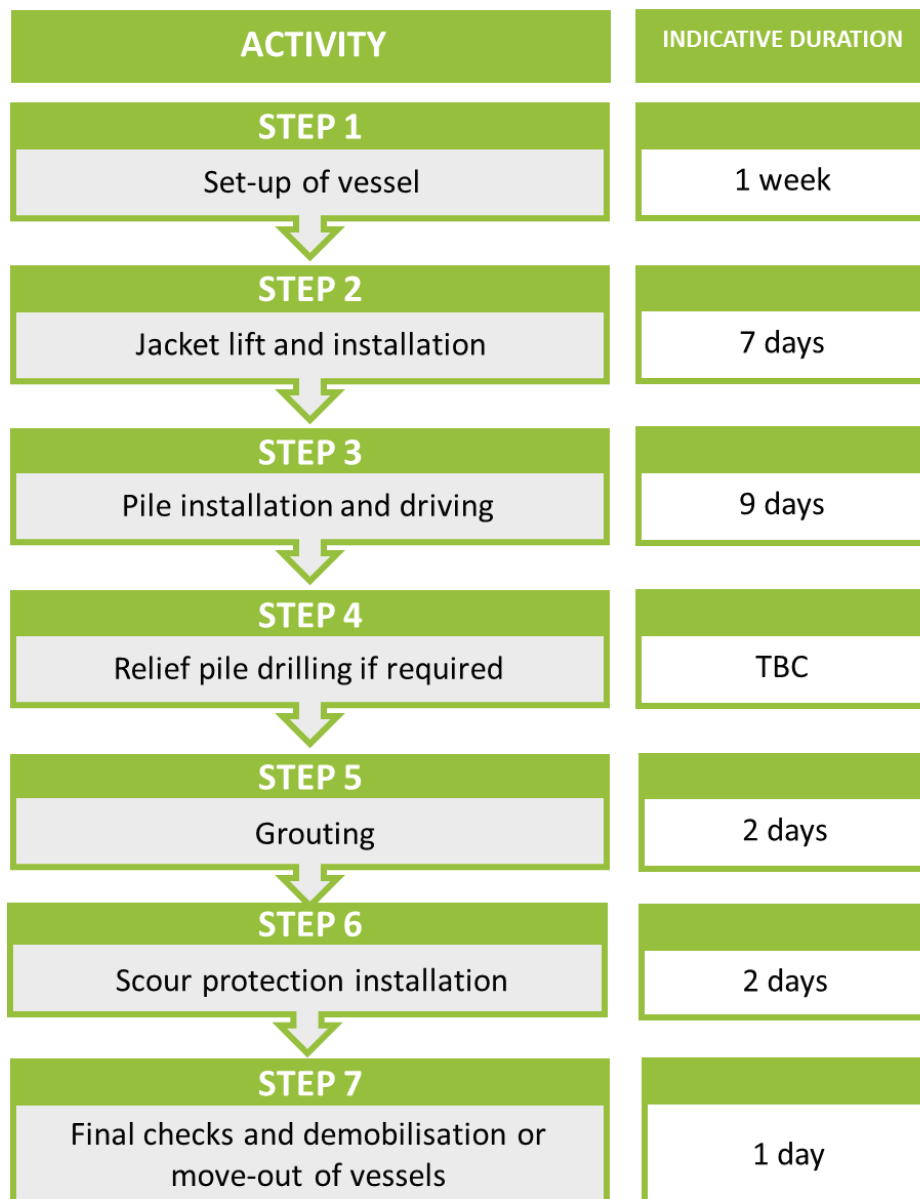 ACTIVITY
INDICATIVE DURATION
STEP 1
Set-up of vessel
1 week
STEP 2
Jacket lift and installation
7 days
STEP 3
Pile installation and driving
9 days
STEP 4
Relief pile drilling if required
TBC
STEP 5
Grouting
2 days
STEP 6
Scour protection installation
2 days
STEP 7
Final checks and demobilisation or
move-out of vessels
1 day